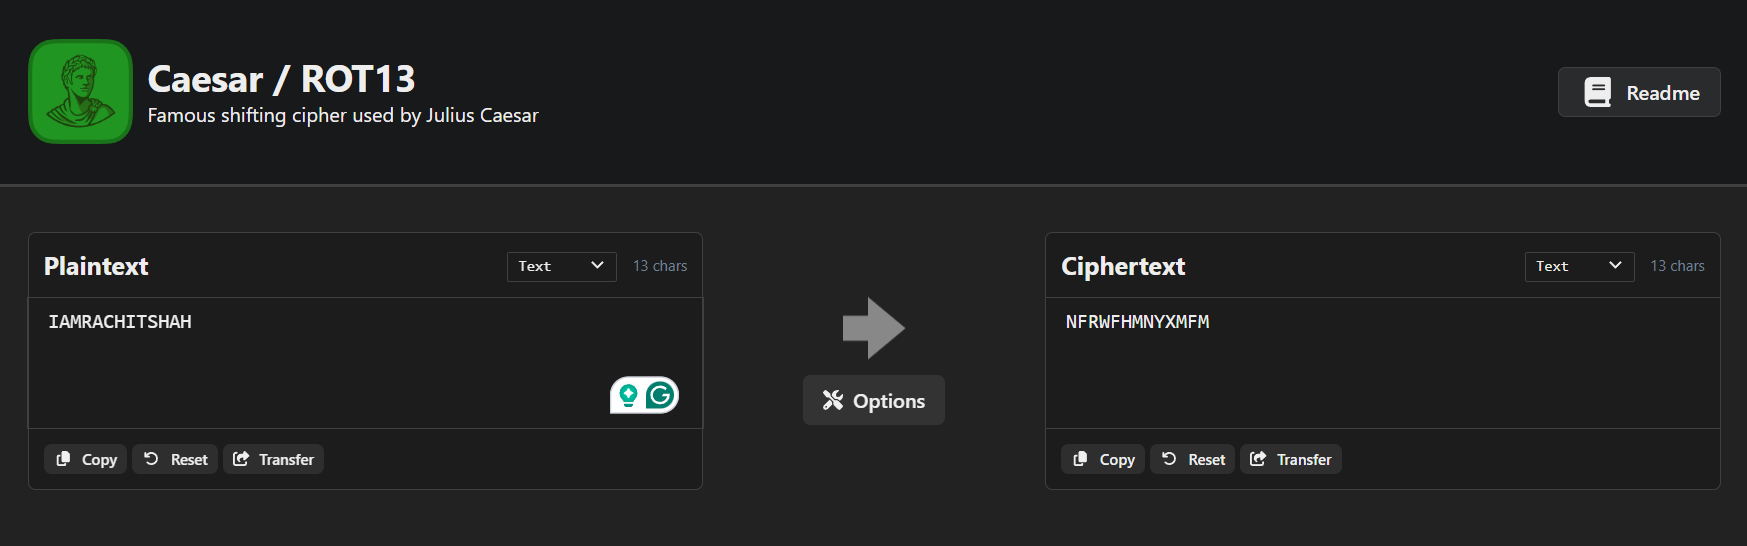 Caesar / ROT13
Famous shifting cipher used by Julius Caesar
Readme
Plaintext
Text
13 chars
IAMRACHITSHAH
Copy
Reset
Transfer
Options
Ciphertext
Text
13 chars
NFRWFHMNYXMFM
Copy
Reset
Transfer